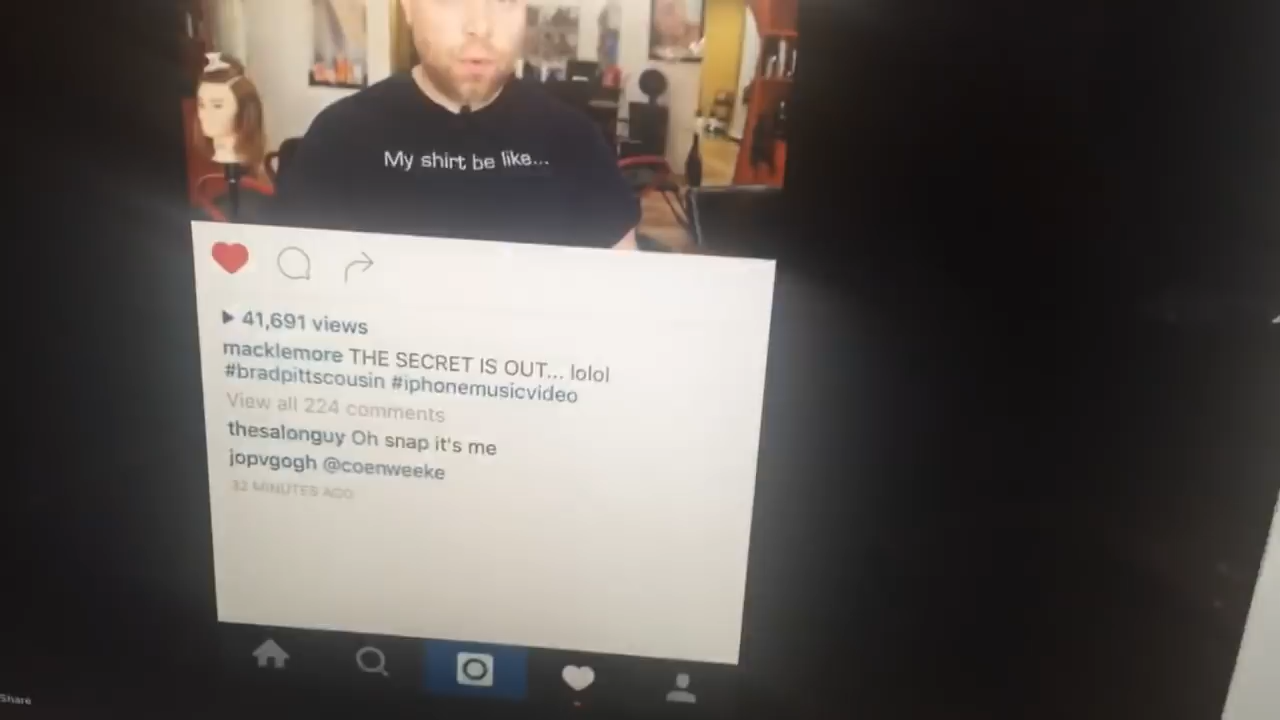 My shirt be like...
41,691 views
macklemore THE SECRET IS OUT... lolol
#bradpittscousin #iphonemusicvideo
View all 224 comments
thesalonguy Oh snap it's me
jopvgogh @coenweeke
32 MINUTES AGO
Share